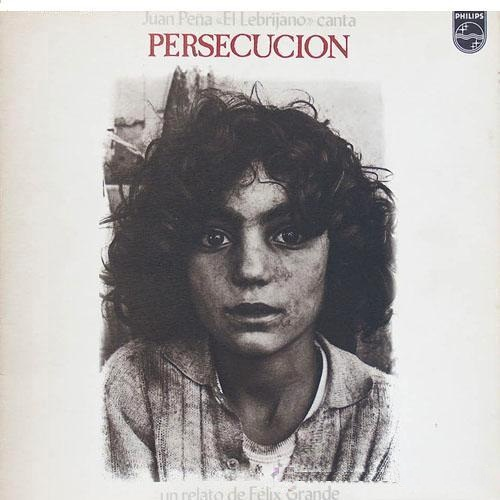 Juan Peña «El Lebrijano» canta
PERSECUCION
PHILIPS
un relato de Félix Grande